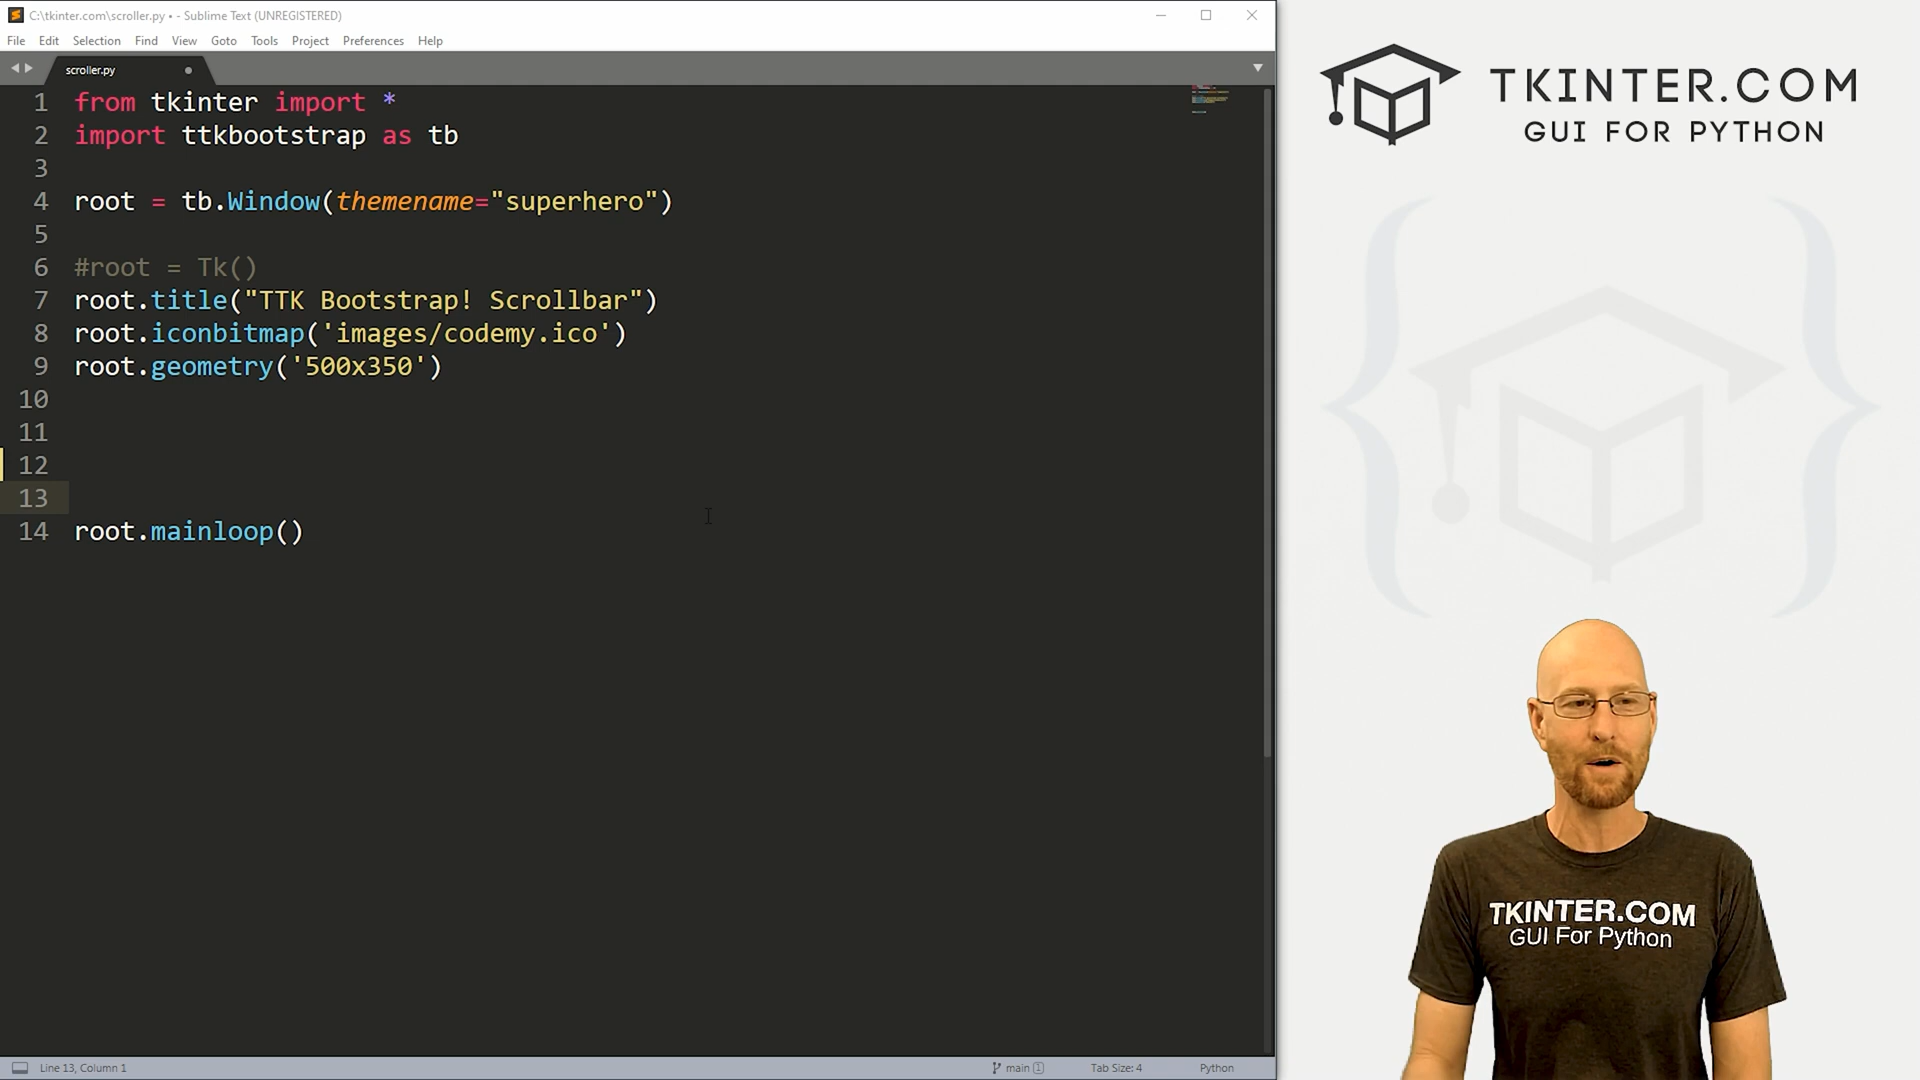 C:\tkinter.com\scroller.py • - Sublime Text (UNREGISTERED)
File Edit Selection Find View Goto Tools Project Preferences Help
scroller.py
1 from tkinter import *
2 import ttkbootstrap as tb
3
4 root = tb.Window(themename="superhero")
5
6 #root = Tk()
7 root.title("TTK Bootstrap! Scrollbar")
8 root.iconbitmap('images/codemy.ico')
9 root.geometry('500x350')
10
11
12
13
14 root.mainloop()
Line 13, Column 1
main 1
Tab Size: 4
Python
TKINTER.COM
GUI FOR PYTHON
TKINTER.COM
GUI For Python